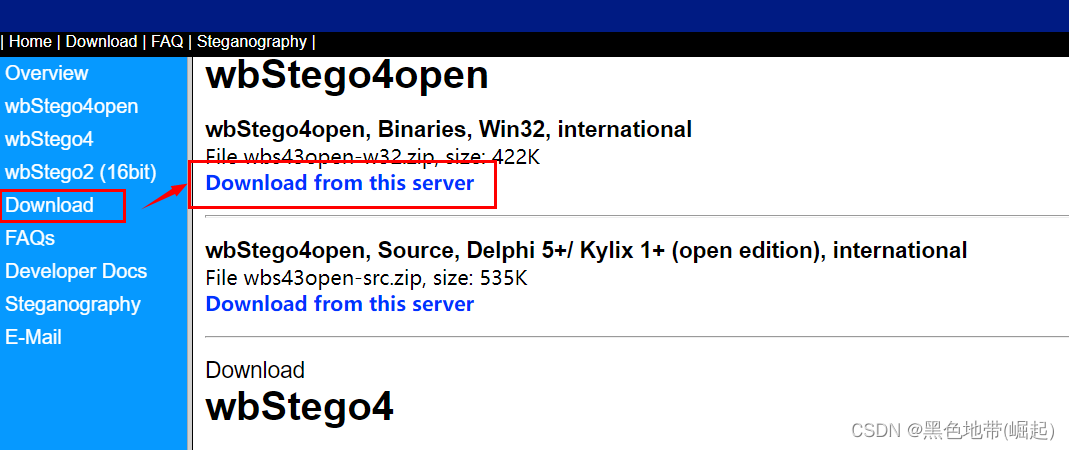 | Home | Download | FAQ | Steganography |
Overview
wbStego4open
wbStego4
wbStego2 (16bit)
Download
FAQs
Developer Docs
Steganography
E-Mail
wbStego4open
wbStego4open, Binaries, Win32, international
File wbs43open-w32.zip, size: 422K
Download from this server
wbStego4open, Source, Delphi 5+/ Kylix 1+ (open edition), international
File wbs43open-src.zip, size: 535K
Download from this server
Download
wbStego4
CSDN @黑色地带(崛起)